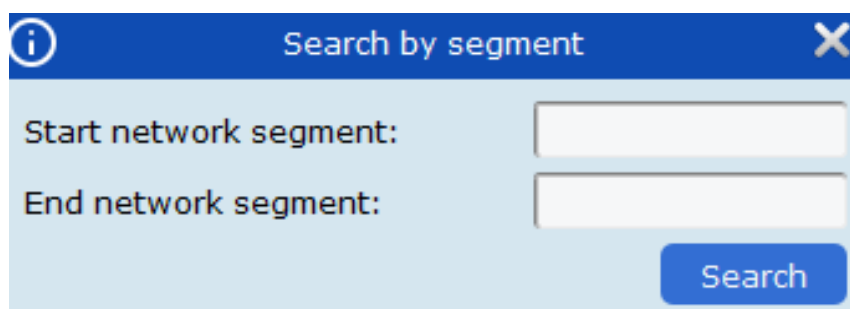 Search by segment
Start network segment:
End network segment:
Search